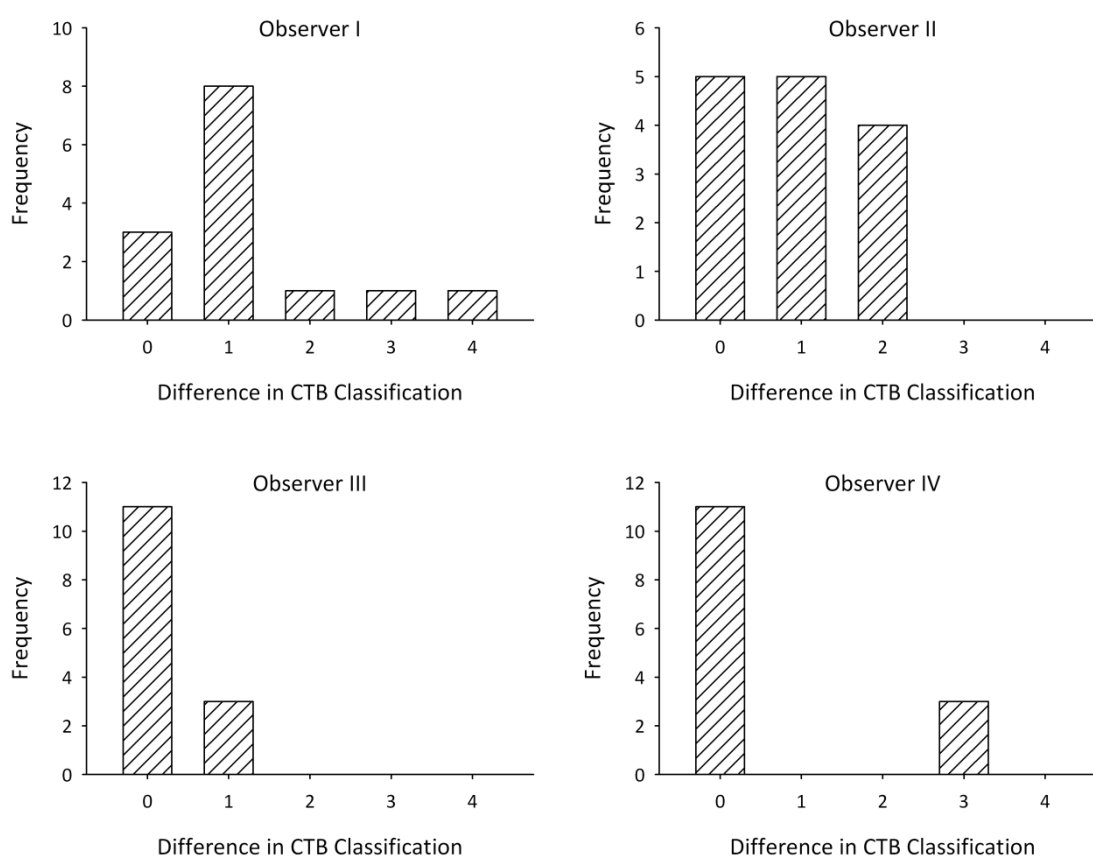 Observer I
10
8
6
4
2
0
Frequency
0 1 2 3 4
Difference in CTB Classification
Observer II
6
5
4
3
2
1
0
Frequency
0 1 2 3 4
Difference in CTB Classification
Observer III
12
10
8
6
4
2
0
Frequency
0 1 2 3 4
Difference in CTB Classification
Observer IV
12
10
8
6
4
2
0
Frequency
0 1 2 3 4
Difference in CTB Classification